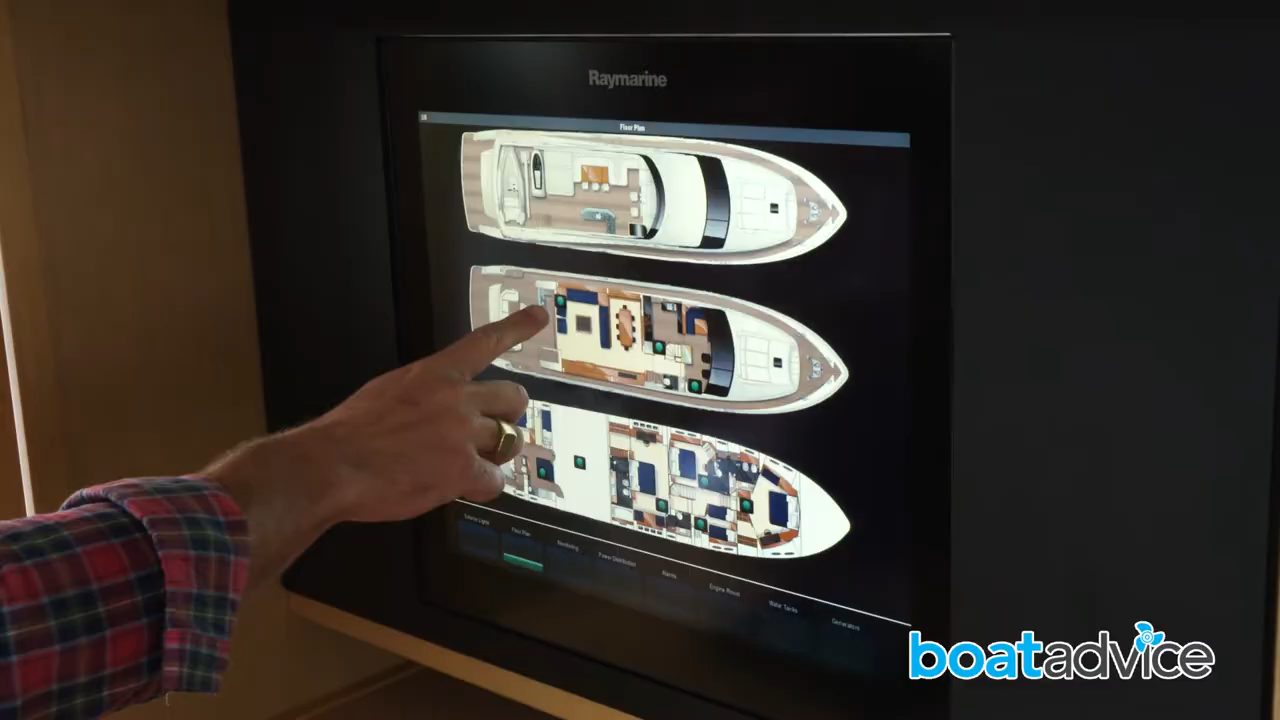 Raymarine
Floor Plan
Exterior Lights
Floor Plan
Monitoring
Power Distribution
Alarms
Engine Room
Water Tanks
Generators
boatadvice